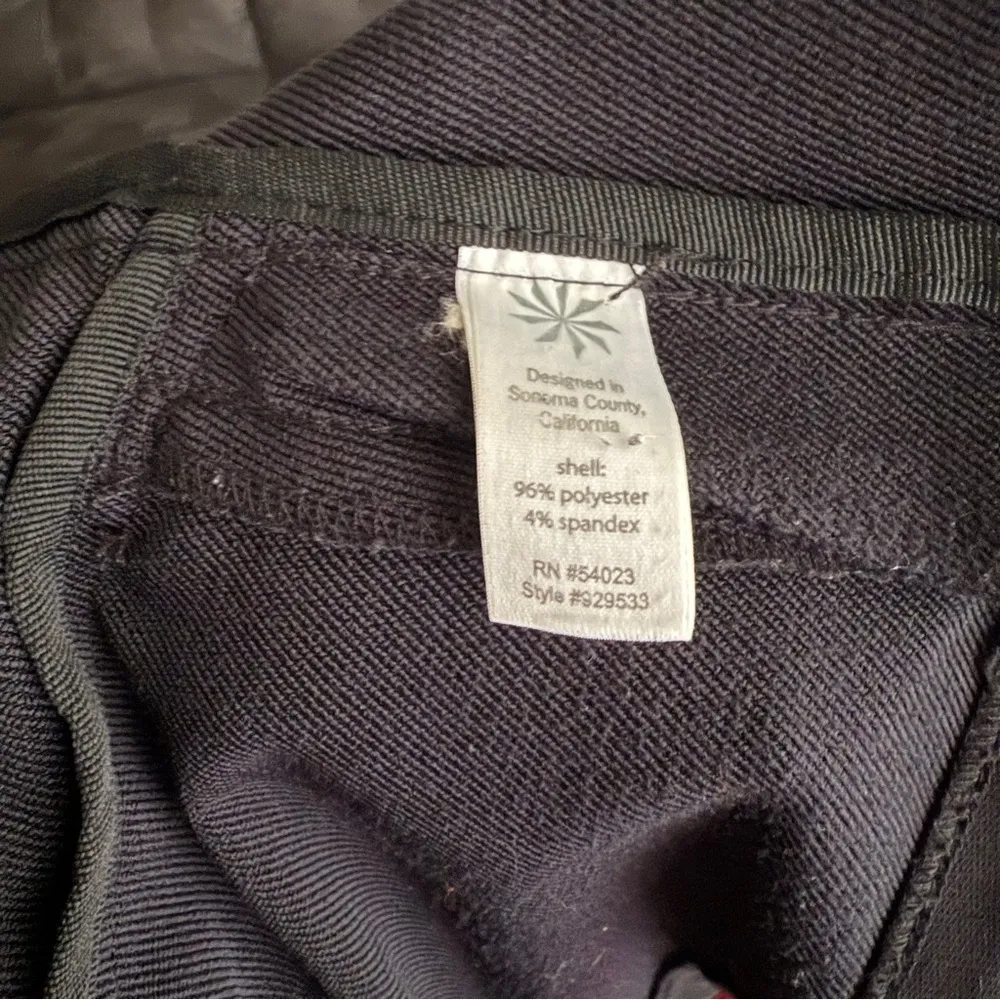 Designed in
Sonoma County,
California
shell:
96% polyester
4% spandex
RN #54023
Style #929533